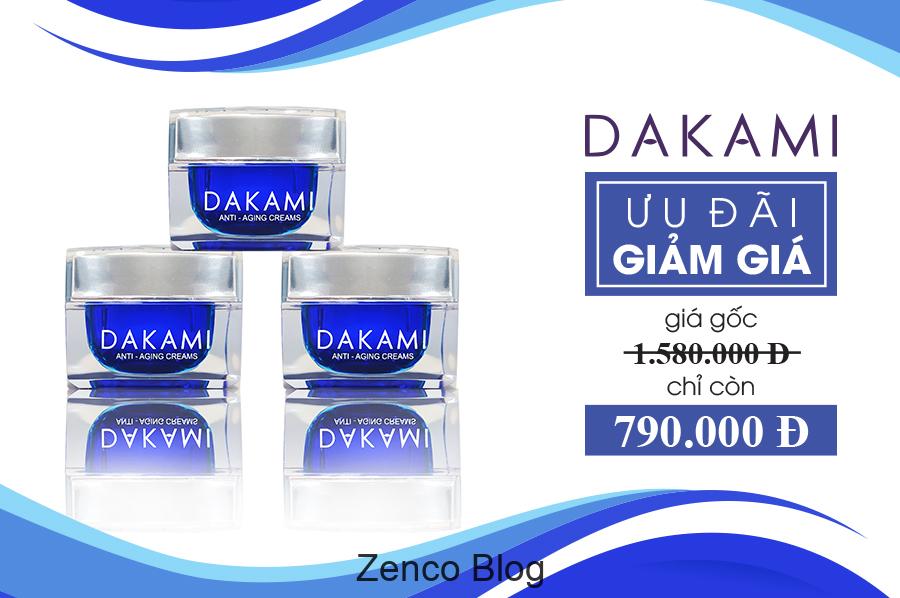 DAKAMI
ANTI - AGING CREAMS
DAKAMI
ANTI - AGING CREAMS
DAKAMI
ANTI - AGING CREAMS
DAKAMI
ƯU ĐÃI
GIẢM GIÁ
giá gốc
1.580.000 Đ
chỉ còn
790.000 Đ
Zenco Blog